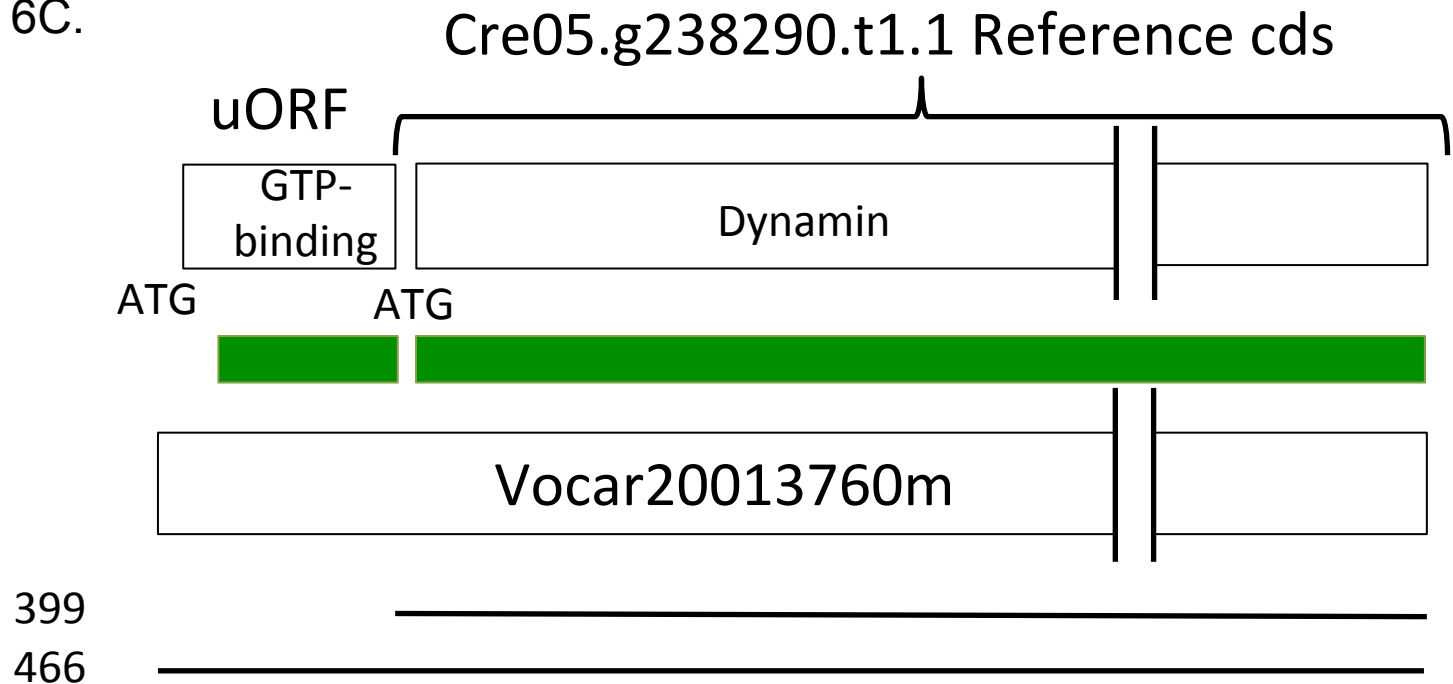 6C.
Cre05.g238290.t1.1 Reference cds
uORF
GTP-
binding
Dynamin
ATG
ATG
Vocar20013760m
399
466